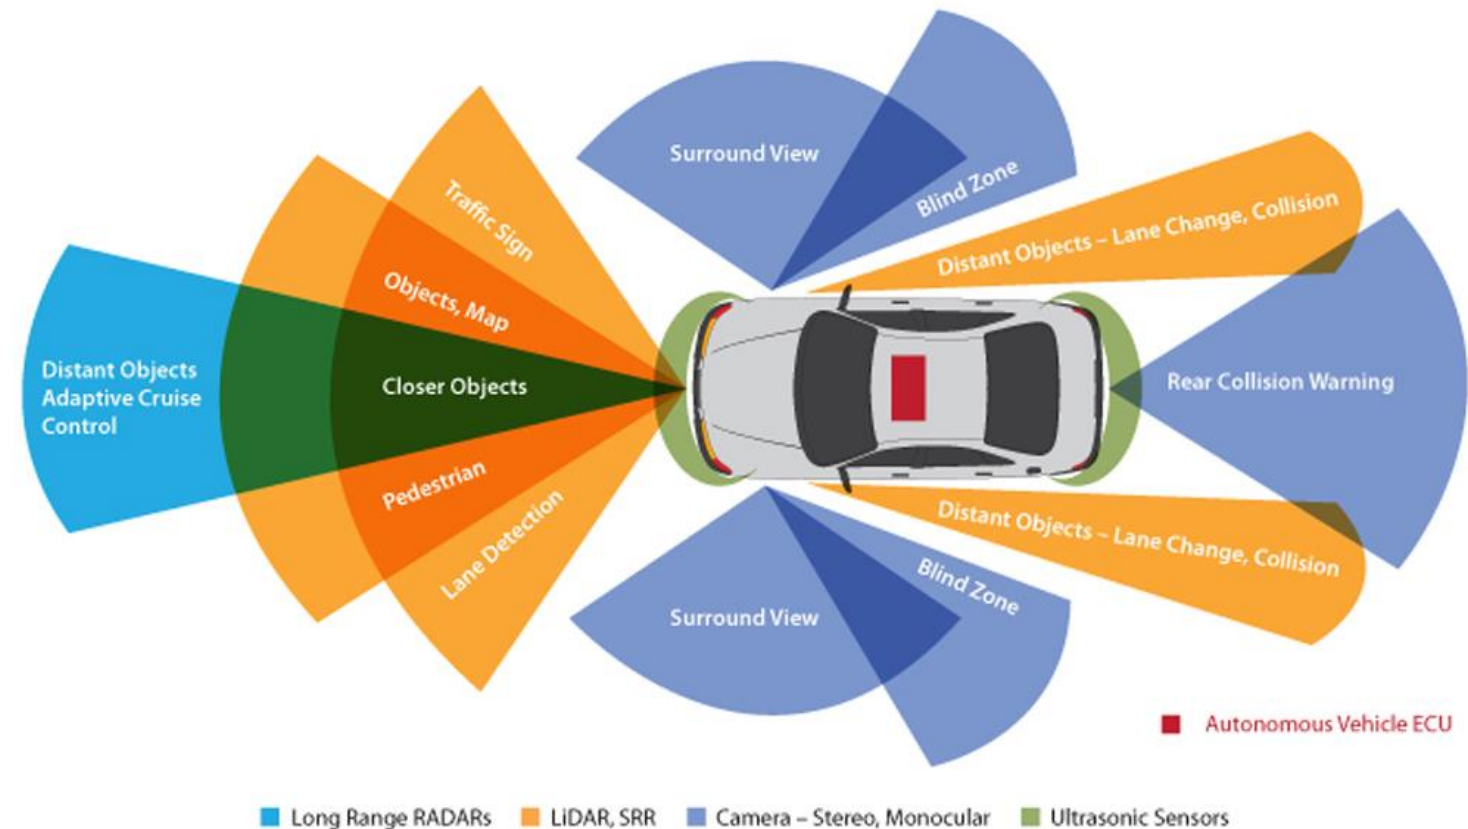 Surround View
Blind Zone
Traffic Sign
Distant Objects – Lane Change, Collision
Objects, Map
Distant Objects
Adaptive Cruise
Control
Closer Objects
Rear Collision Warning
Pedestrian
Lane Detection
Distant Objects – Lane Change, Collision
Blind Zone
Surround View
Autonomous Vehicle ECU
Long Range RADARs
LiDAR, SRR
Camera – Stereo, Monocular
Ultrasonic Sensors